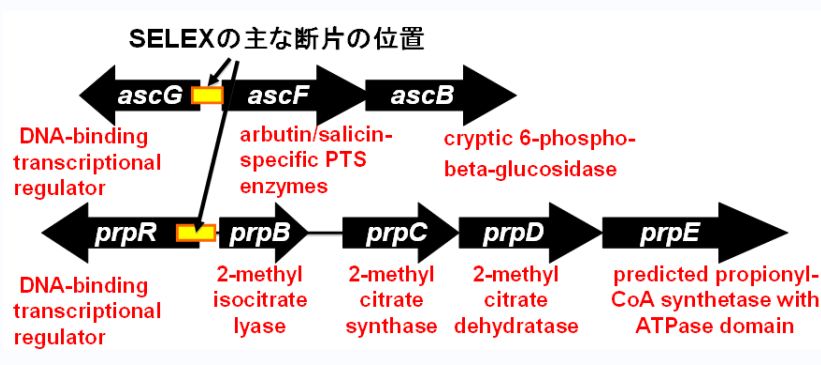 SELEXの主な断片の位置
ascG ascF ascB
DNA-binding
transcriptional
regulator
arbutin/salicin-
specific PTS
enzymes
cryptic 6-phospho-
beta-glucosidase
prpR prpB prpC prpD prpE
DNA-binding
transcriptional
regulator
2-methyl
isocitrate
lyase
2-methyl
citrate
synthase
2-methyl
citrate
dehydratase
predicted propionyl-
CoA synthetase with
ATPase domain